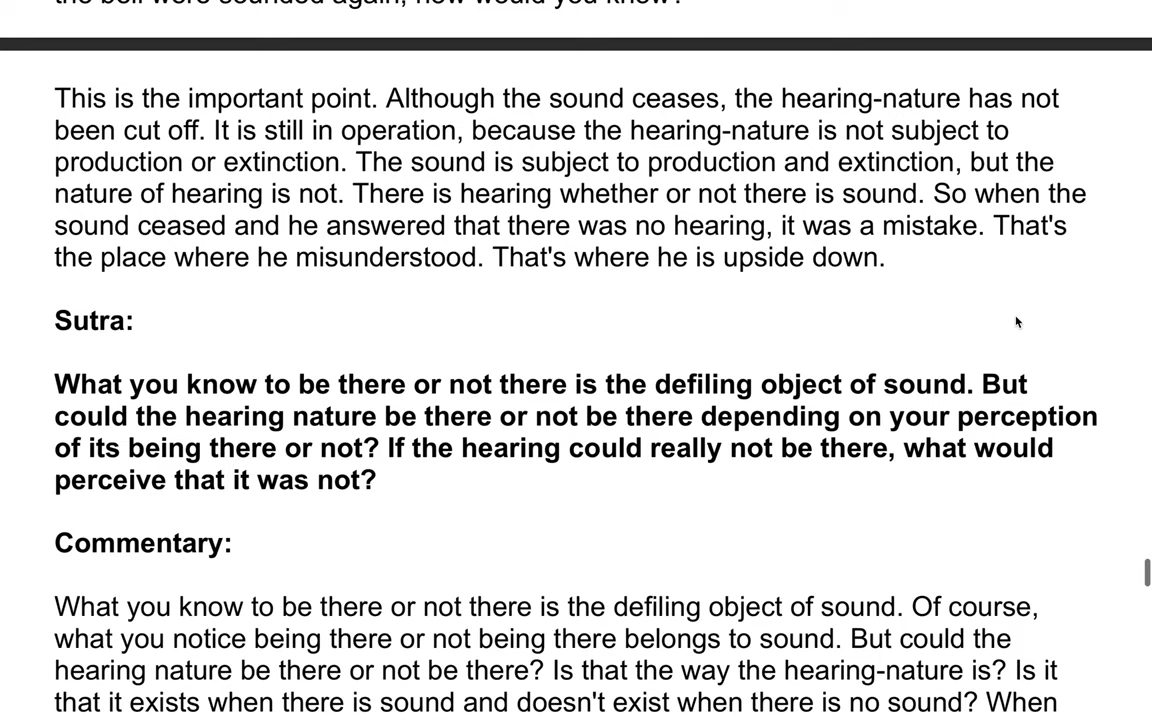 the bell were sounded again, how would you know?
This is the important point. Although the sound ceases, the hearing-nature has not
been cut off. It is still in operation, because the hearing-nature is not subject to
production or extinction. The sound is subject to production and extinction, but the
nature of hearing is not. There is hearing whether or not there is sound. So when the
sound ceased and he answered that there was no hearing, it was a mistake. That's
the place where he misunderstood. That's where he is upside down.
Sutra:
What you know to be there or not there is the defiling object of sound. But
could the hearing nature be there or not be there depending on your perception
of its being there or not? If the hearing could really not be there, what would
perceive that it was not?
Commentary:
What you know to be there or not there is the defiling object of sound. Of course,
what you notice being there or not being there belongs to sound. But could the
hearing nature be there or not be there? Is that the way the hearing-nature is? Is it
that it exists when there is sound and doesn't exist when there is no sound? When